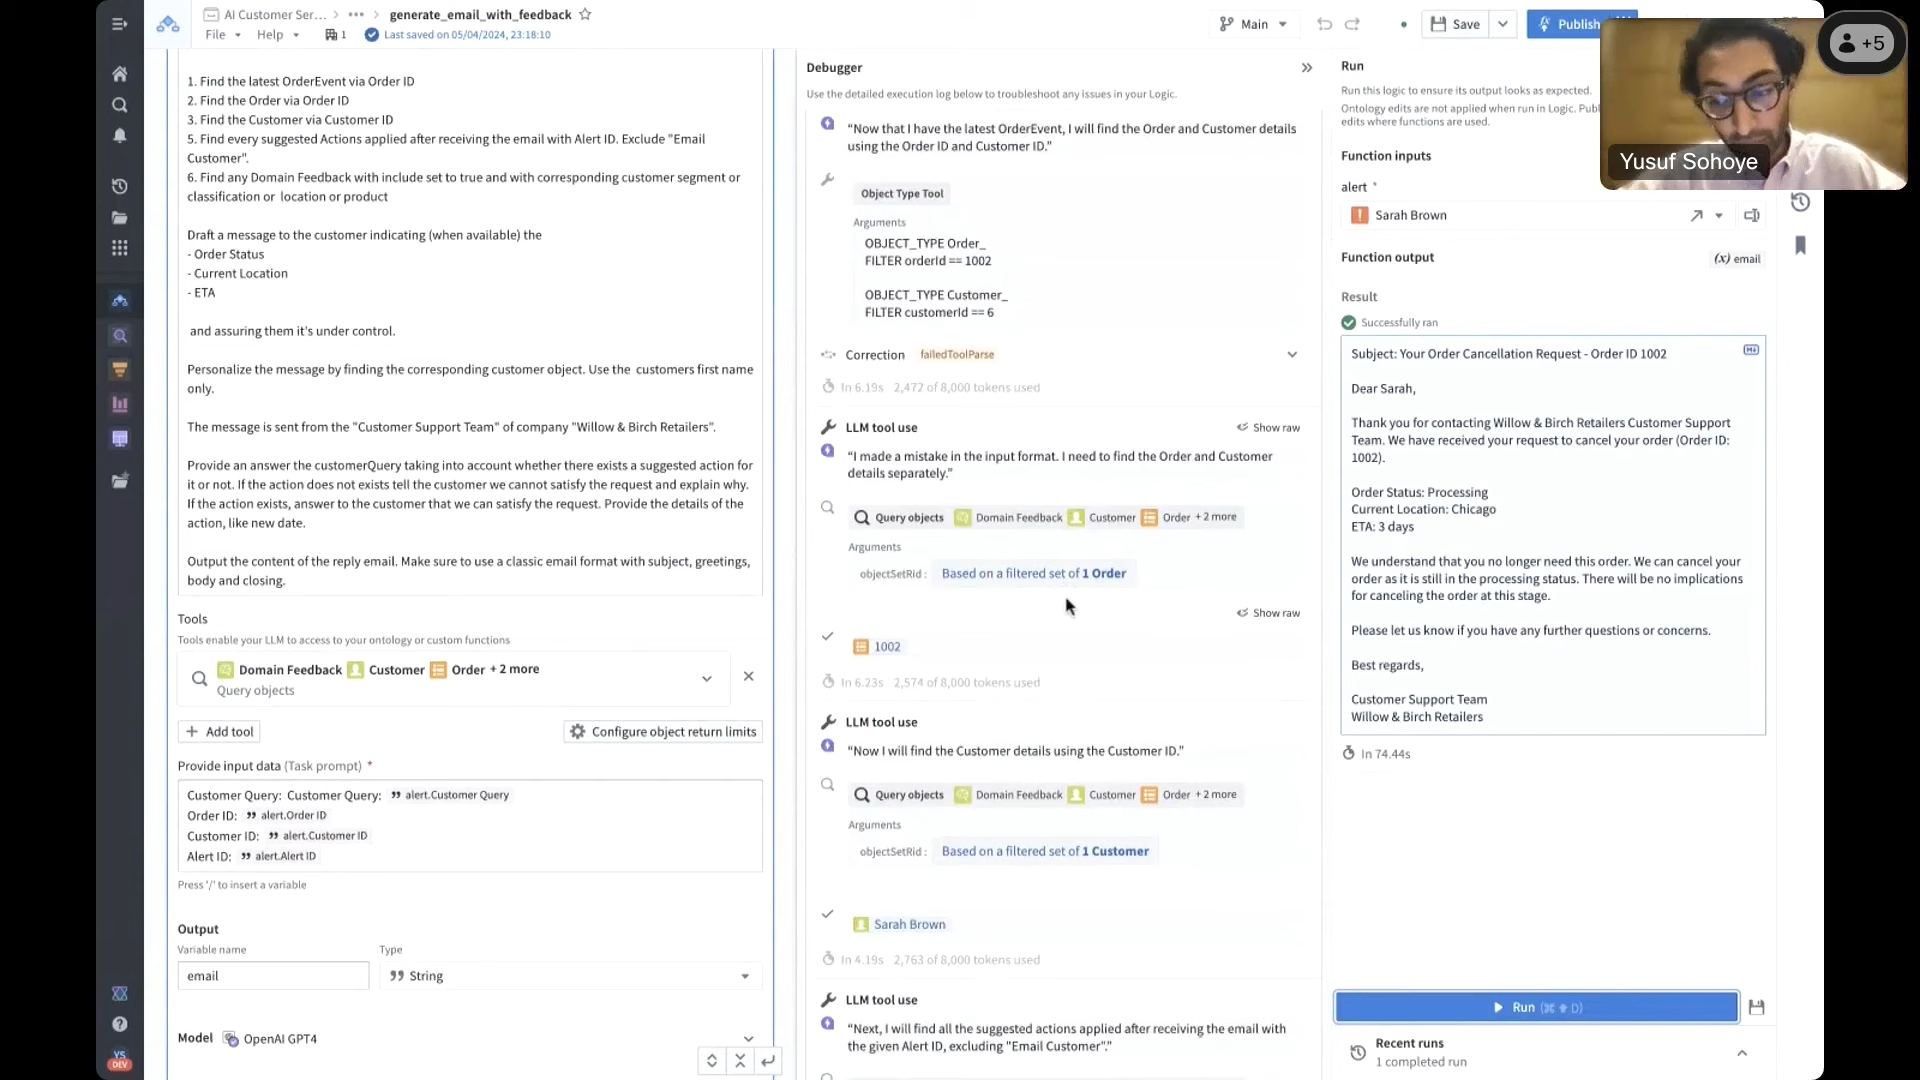 AI Customer Ser... > ••• > generate_email_with_feedback
File
Help
1
Last saved on 05/04/2024, 23:18:10
Main
Save
Publish
+5
Yusuf Sohoye
1. Find the latest OrderEvent via Order ID
2. Find the Order via Order ID
3. Find the Customer via Customer ID
5. Find every suggested Actions applied after receiving the email with Alert ID. Exclude "Email
Customer".
6. Find any Domain Feedback with include set to true and with corresponding customer segment or
classification or location or product
Draft a message to the customer indicating (when available) the
- Order Status
- Current Location
- ETA
and assuring them it's under control.
Personalize the message by finding the corresponding customer object. Use the customers first name
only.
The message is sent from the "Customer Support Team" of company "Willow & Birch Retailers".
Provide an answer the customerQuery taking into account whether there exists a suggested action for
it or not. If the action does not exists tell the customer we cannot satisfy the request and explain why.
If the action exists, answer to the customer that we can satisfy the request. Provide the details of the
action, like new date.
Output the content of the reply email. Make sure to use a classic email format with subject, greetings,
body and closing.
Tools
Tools enable your LLM to access to your ontology or custom functions
Domain Feedback Customer Order + 2 more
Query objects
+ Add tool
Configure object return limits
Provide input data (Task prompt) *
Customer Query: Customer Query: alert.Customer Query
Order ID: alert.Order ID
Customer ID: alert.Customer ID
Alert ID: alert.Alert ID
Press '/' to insert a variable
Output
Variable name
Type
email
String
Model OpenAI GPT4
YS
DEV
Debugger
Use the detailed execution log below to troubleshoot any issues in your Logic.
"Now that I have the latest OrderEvent, I will find the Order and Customer details
using the Order ID and Customer ID."
Object Type Tool
Arguments
OBJECT_TYPE Order_
FILTER orderId == 1002
OBJECT_TYPE Customer_
FILTER customerId == 6
Correction failedToolParse
In 6.19s 2,472 of 8,000 tokens used
LLM tool use
Show raw
"I made a mistake in the input format. I need to find the Order and Customer
details separately."
Query objects Domain Feedback Customer Order + 2 more
Arguments
objectSetRid : Based on a filtered set of 1 Order
Show raw
1002
In 6.23s 2,574 of 8,000 tokens used
LLM tool use
"Now I will find the Customer details using the Customer ID."
Query objects Domain Feedback Customer Order + 2 more
Arguments
objectSetRid : Based on a filtered set of 1 Customer
Sarah Brown
In 4.19s 2,763 of 8,000 tokens used
LLM tool use
"Next, I will find all the suggested actions applied after receiving the email with
the given Alert ID, excluding "Email Customer"."
Run
Run this logic to ensure its output looks as expected.
Ontology edits are not applied when run in Logic.
edits where functions are used.
Function inputs
alert *
Sarah Brown
Function output
(x) email
Result
Successfully ran
Subject: Your Order Cancellation Request - Order ID 1002
Dear Sarah,
Thank you for contacting Willow & Birch Retailers Customer Support
Team. We have received your request to cancel your order (Order ID:
1002).
Order Status: Processing
Current Location: Chicago
ETA: 3 days
We understand that you no longer need this order. We can cancel your
order as it is still in the processing status. There will be no implications
for canceling the order at this stage.
Please let us know if you have any further questions or concerns.
Best regards,
Customer Support Team
Willow & Birch Retailers
In 74.44s
Run
Recent runs
1 completed run